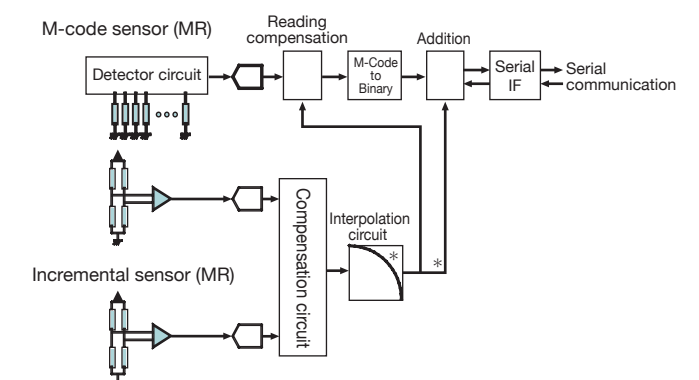 M-code sensor (MR)
Reading
compensation
Addition
Detector circuit
M-Code
to
Binary
Serial
IF
Serial
communication
Compensation circuit
Interpolation
circuit
*
*
Incremental sensor (MR)